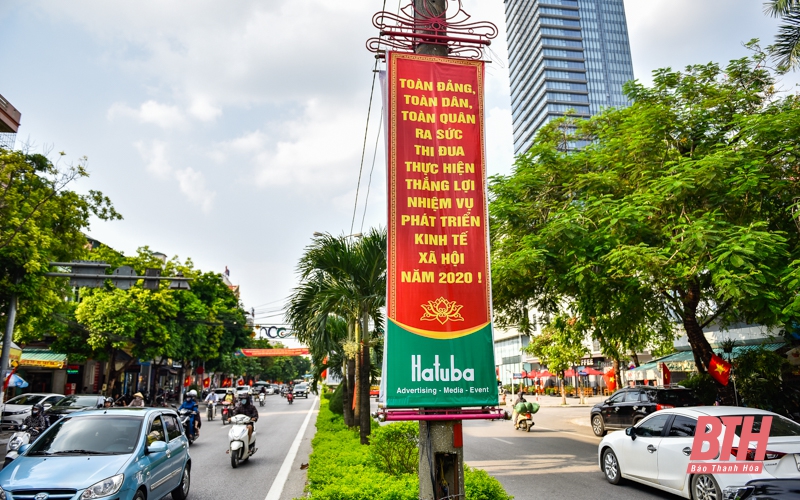 TOÀN ĐẢNG,
TOÀN DÂN,
TOÀN QUÂN
RA SỨC
THI ĐUA
THỰC HIỆN
THẮNG LỢI
NHIỆM VỤ
PHÁT TRIỂN
KINH TẾ
XÃ HỘI
NĂM 2020 !
Hatuba
Advertising - Media - Event
BTH
Báo Thanh Hóa